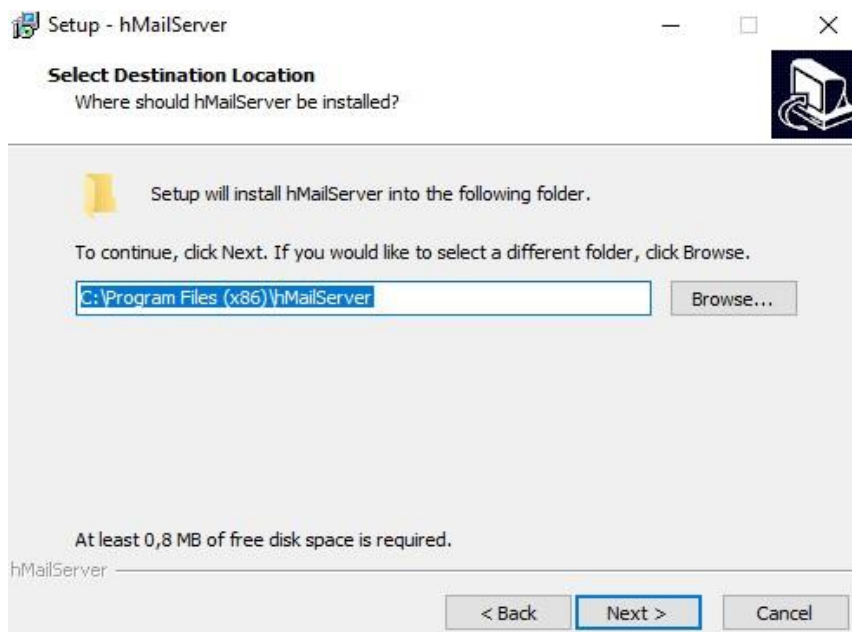 Setup - hMailServer
Select Destination Location
Where should hMailServer be installed?
Setup will install hMailServer into the following folder.
To continue, click Next. If you would like to select a different folder, click Browse.
C:\Program Files (x86)\hMailServer
Browse...
At least 0,8 MB of free disk space is required.
hMailServer
< Back
Next >
Cancel